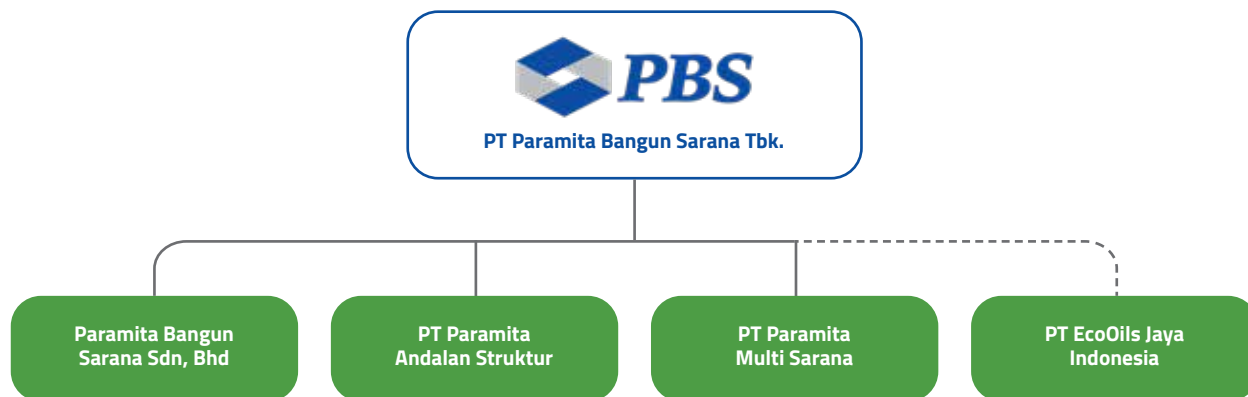 PBS
PT Paramita Bangun Sarana Tbk.
Paramita Bangun
Sarana Sdn, Bhd
PT Paramita
Andalan Struktur
PT Paramita
Multi Sarana
PT EcoOils Jaya
Indonesia